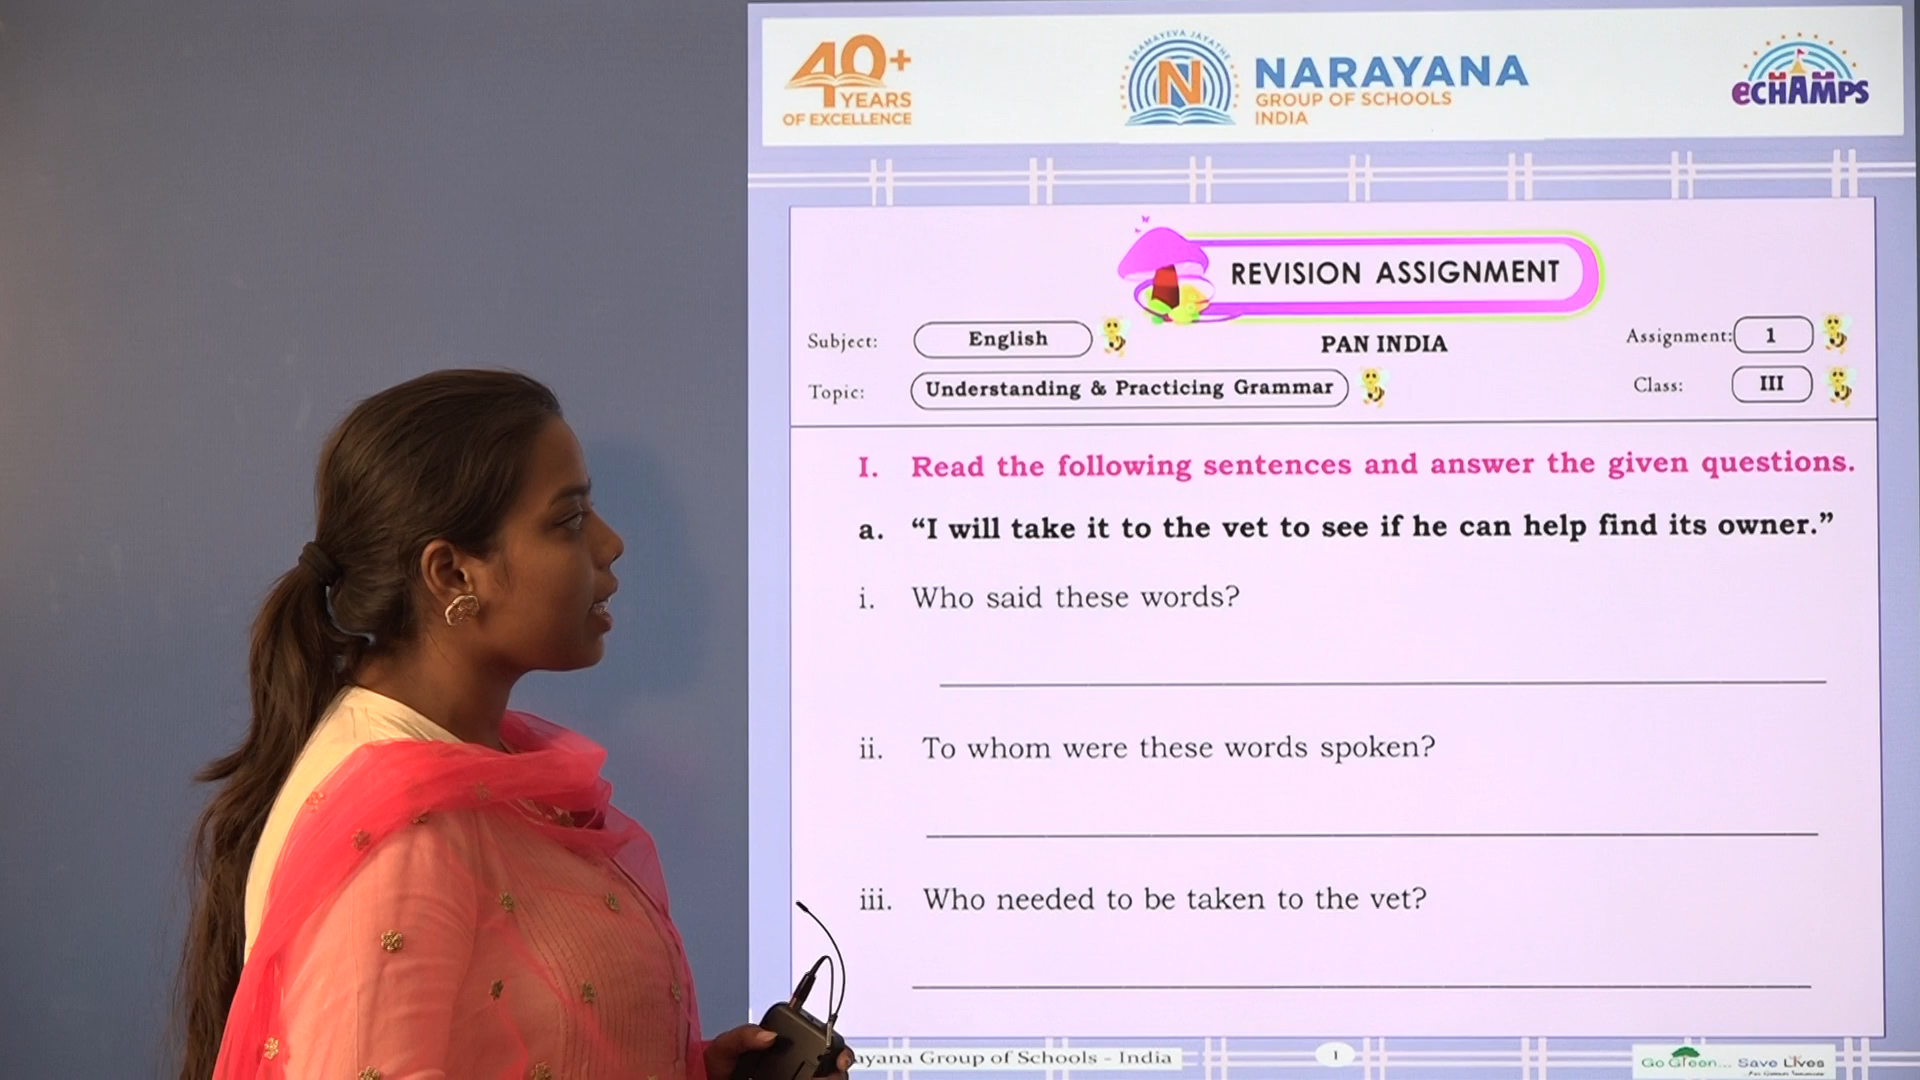 40+
YEARS
OF EXCELLENCE
SRAMAYEVA JAYATHE
N
NARAYANA
GROUP OF SCHOOLS
INDIA
eCHAMPS
REVISION ASSIGNMENT
Subject: English PAN INDIA Assignment: 1
Topic: Understanding & Practicing Grammar Class: III
I. Read the following sentences and answer the given questions.
a. “I will take it to the vet to see if he can help find its owner.”
i. Who said these words?
ii. To whom were these words spoken?
iii. Who needed to be taken to the vet?
ayana Group of Schools - India 1 Go Green... Save Lives